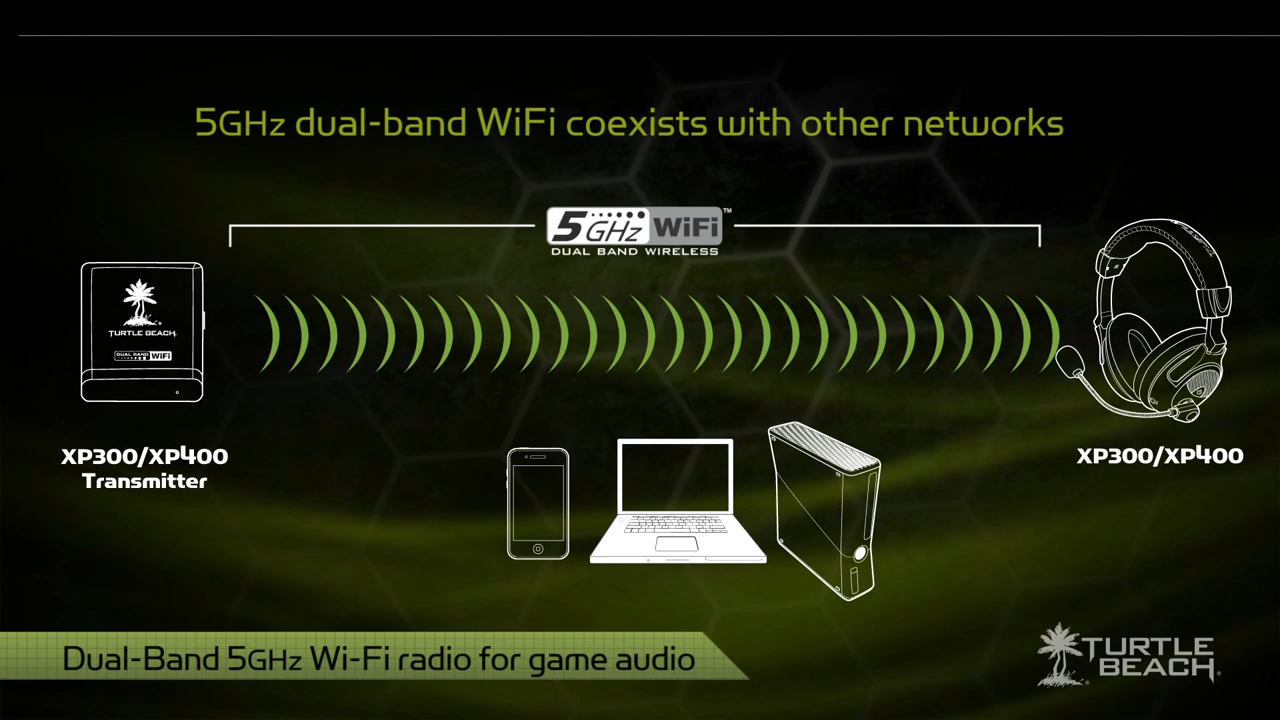 5GHz dual-band WiFi coexists with other networks
5GHz WiFi™
DUAL BAND WIRELESS
TURTLE BEACH®
DUAL BAND WiFi
XP300/XP400
Transmitter
XP300/XP400
Dual-Band 5GHz Wi-Fi radio for game audio
TURTLE
BEACH®